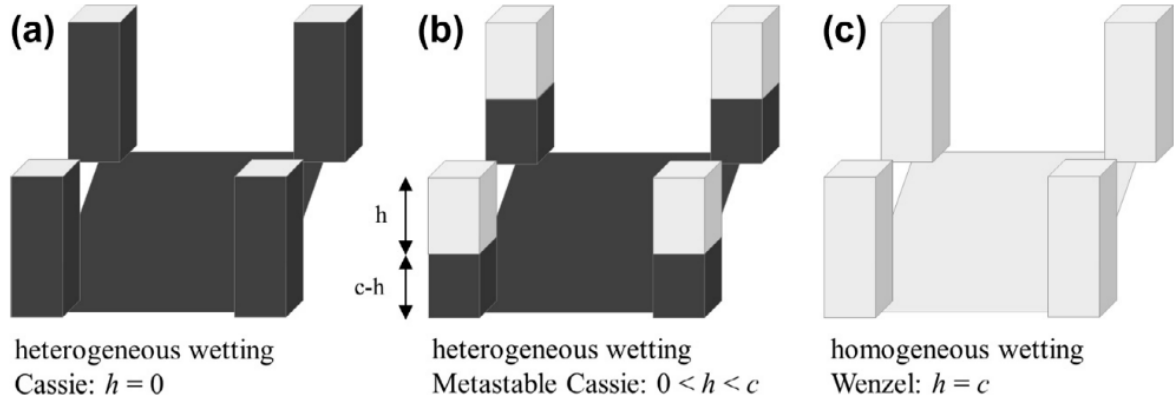 (a)
(b)
(c)
h
c-h
heterogeneous wetting
Cassie: h = 0
heterogeneous wetting
Metastable Cassie: 0 < h < c
homogeneous wetting
Wenzel: h = c